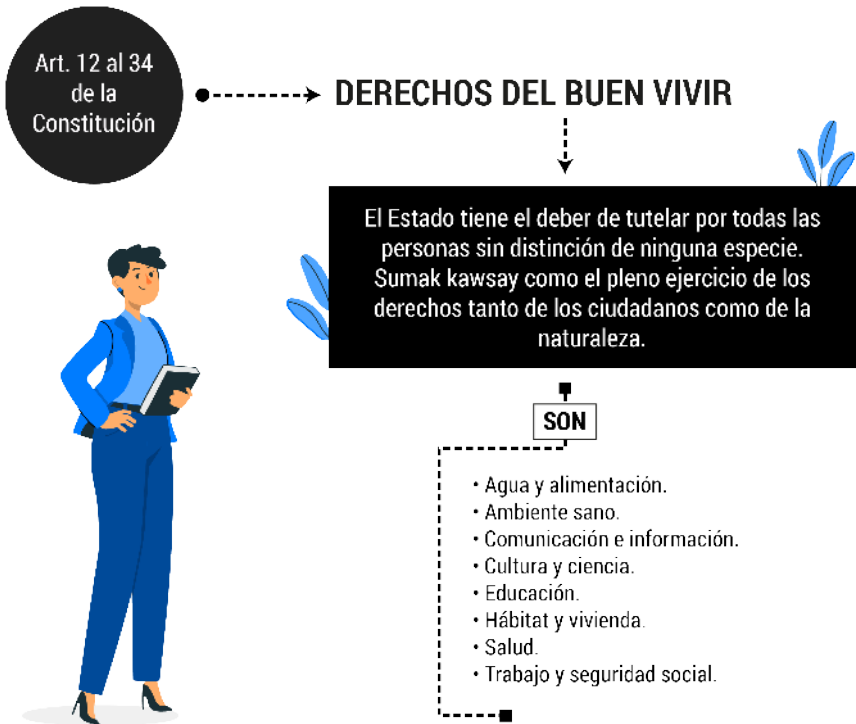 Art. 12 al 34
de la
Constitución
DERECHOS DEL BUEN VIVIR
El Estado tiene el deber de tutelar por todas las
personas sin distinción de ninguna especie.
Sumak kawsay como el pleno ejercicio de los
derechos tanto de los ciudadanos como de la
naturaleza.
SON
• Agua y alimentación.
• Ambiente sano.
• Comunicación e información.
• Cultura y ciencia.
• Educación.
• Hábitat y vivienda.
• Salud.
• Trabajo y seguridad social.